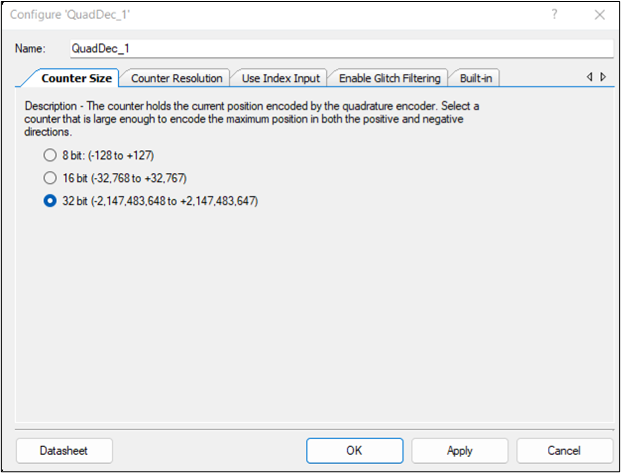 Configure 'QuadDec_1'
?
Name: QuadDec_1
Counter Size Counter Resolution Use Index Input Enable Glitch Filtering Built-in
Description - The counter holds the current position encoded by the quadrature encoder. Select a
counter that is large enough to encode the maximum position in both the positive and negative
directions.
8 bit: (-128 to +127)
16 bit (-32,768 to +32,767)
32 bit (-2,147,483,648 to +2,147,483,647)
Datasheet OK Apply Cancel